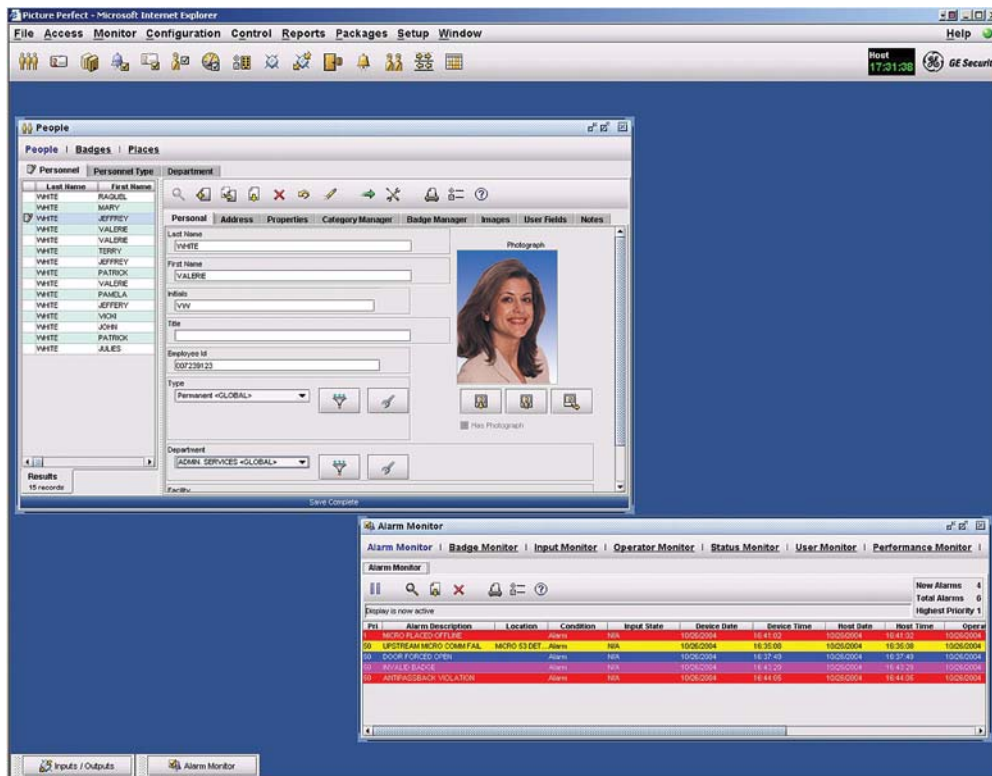 Picture Perfect - Microsoft Internet Explorer
File Access Monitor Configuration Control Reports Packages Setup Window Help
Host
17:31:38
GE Securit
People
People | Badges | Places
Personnel Personnel Type Department
Last Name First Name
WHITE RAQUEL
WHITE MARY
WHITE JEFFREY
WHITE VALERIE
WHITE VALERIE
WHITE TERRY
WHITE JEFFREY
WHITE PATRICK
WHITE VALERIE
WHITE PAMELA
WHITE JEFFERY
WHITE VICKI
WHITE JOHN
WHITE PATRICK
WHITE JULIES
Results
15 records
Personal Address Properties Category Manager Badge Manager Images User Fields Notes
Last Name
WHITE
First Name
VALERIE
Initials
VW
Title
Employee Id
007239123
Type
Permanent <GLOBAL>
Department
ADMIN. SERVICES <GLOBAL>
Facility
Photograph
Has Photograph
Save Complete
Alarm Monitor
Alarm Monitor | Badge Monitor | Input Monitor | Operator Monitor | Status Monitor | User Monitor | Performance Monitor |
Alarm Monitor
New Alarms 4
Total Alarms 6
Highest Priority 1
Display is now active
Pri Alarm Description Location Condition Input State Device Date Device Time Host Date Host Time Opera
1 MICRO PLACED OFFLINE Alarm N/A 10/26/2004 16:41:02 10/26/2004 16:41:02 10/26/2004
50 UPSTREAM MICRO COMM FAIL MICRO 53 DET... Alarm N/A 10/26/2004 16:35:08 10/26/2004 16:35:08 10/26/2004
50 DOOR FORCED OPEN Alarm N/A 10/26/2004 16:37:49 10/26/2004 16:37:49 10/26/2004
50 INVALID BADGE Alarm N/A 10/26/2004 16:43:29 10/26/2004 16:43:29 10/26/2004
50 ANTIPASSBACK VIOLATION Alarm N/A 10/26/2004 16:44:05 10/26/2004 16:44:05 10/26/2004
Inputs / Outputs Alarm Monitor